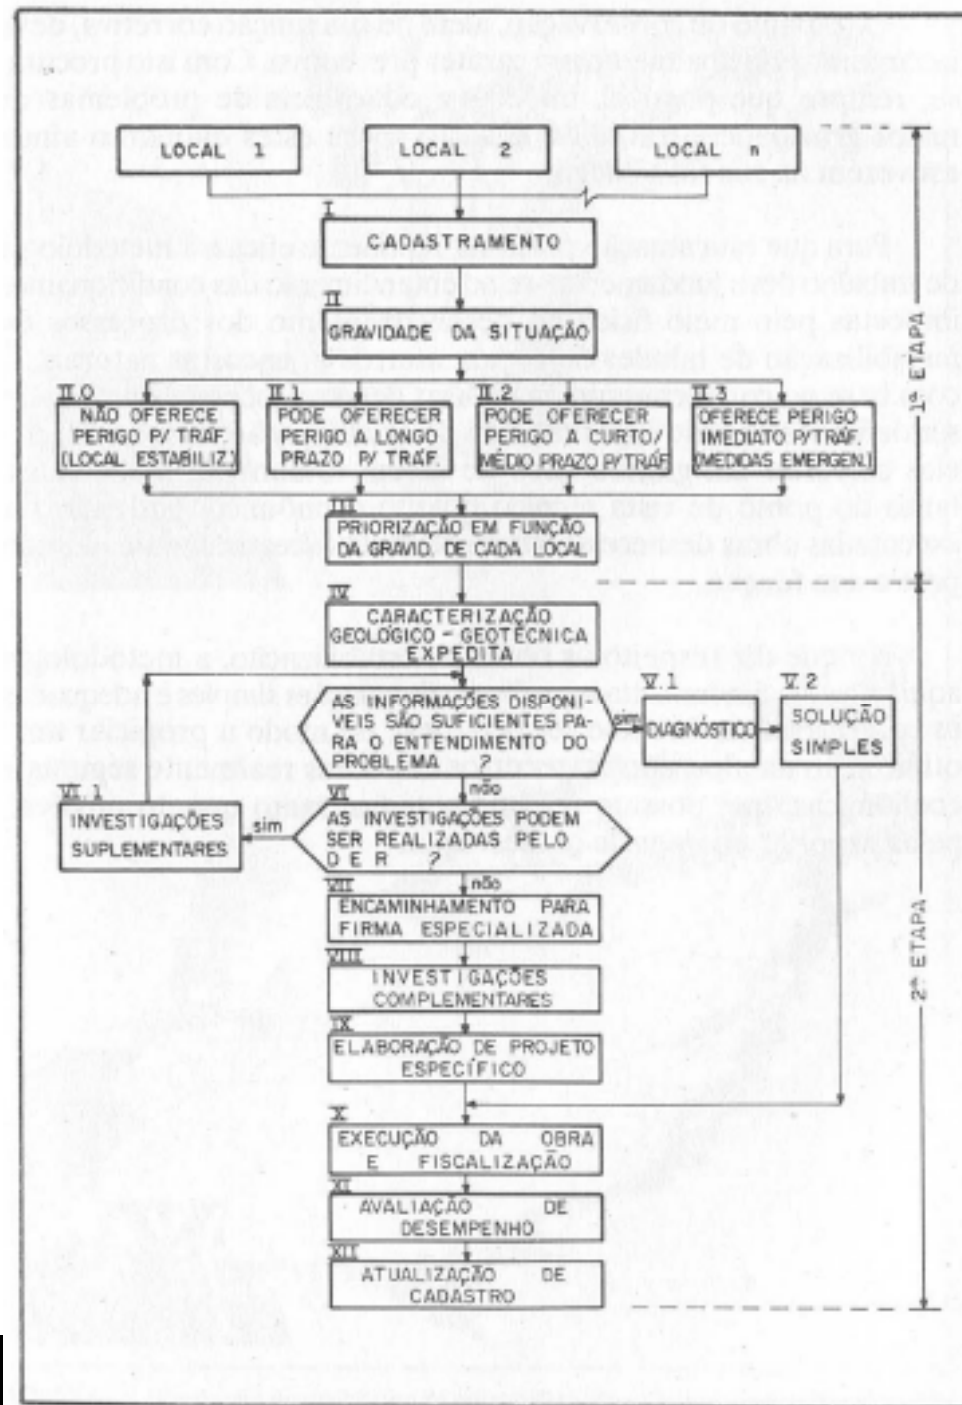 LOCAL 1
LOCAL 2
LOCAL n
I
CADASTRAMENTO
II
GRAVIDADE DA SITUAÇÃO
II.0
NÃO OFERECE
PERIGO P/ TRÁF.
(LOCAL ESTABILIZ)
II.1
PODE OFERECER
PERIGO A LONGO
PRAZO P/ TRÁF.
II.2
PODE OFERECER
PERIGO A CURTO/
MÉDIO PRAZO P/TRÁF
II.3
OFERECE PERIGO
IMEDIATO P/TRÁF.
(MEDIDAS EMERGEN.)
III
PRIORIZAÇÃO EM FUNÇÃO
DA GRAVID. DE CADA LOCAL
1ª ETAPA
IV
CARACTERIZAÇÃO
GEOLÓGICO - GEOTÉCNICA
EXPEDITA
V
AS INFORMAÇÕES DISPONI
VEIS SÃO SUFICIENTES PA
RA O ENTENDIMENTO DO
PROBLEMA ?
sim
V.1
DIAGNÓSTICO
V.2
SOLUÇÃO
SIMPLES
não
VI
AS INVESTIGAÇÕES PODEM
SER REALIZADAS PELO
D E R ?
sim
VI.1
INVESTIGAÇÕES
SUPLEMENTARES
não
VII
ENCAMINHAMENTO PARA
FIRMA ESPECIALIZADA
VIII
INVESTIGAÇÕES
COMPLEMENTARES
IX
ELABORAÇÃO DE PROJETO
ESPECÍFICO
X
EXECUÇÃO DA OBRA
E FISCALIZAÇÃO
XI
AVALIAÇÃO DE
DESEMPENHO
XII
ATUALIZAÇÃO DE
CADASTRO
2ª ETAPA